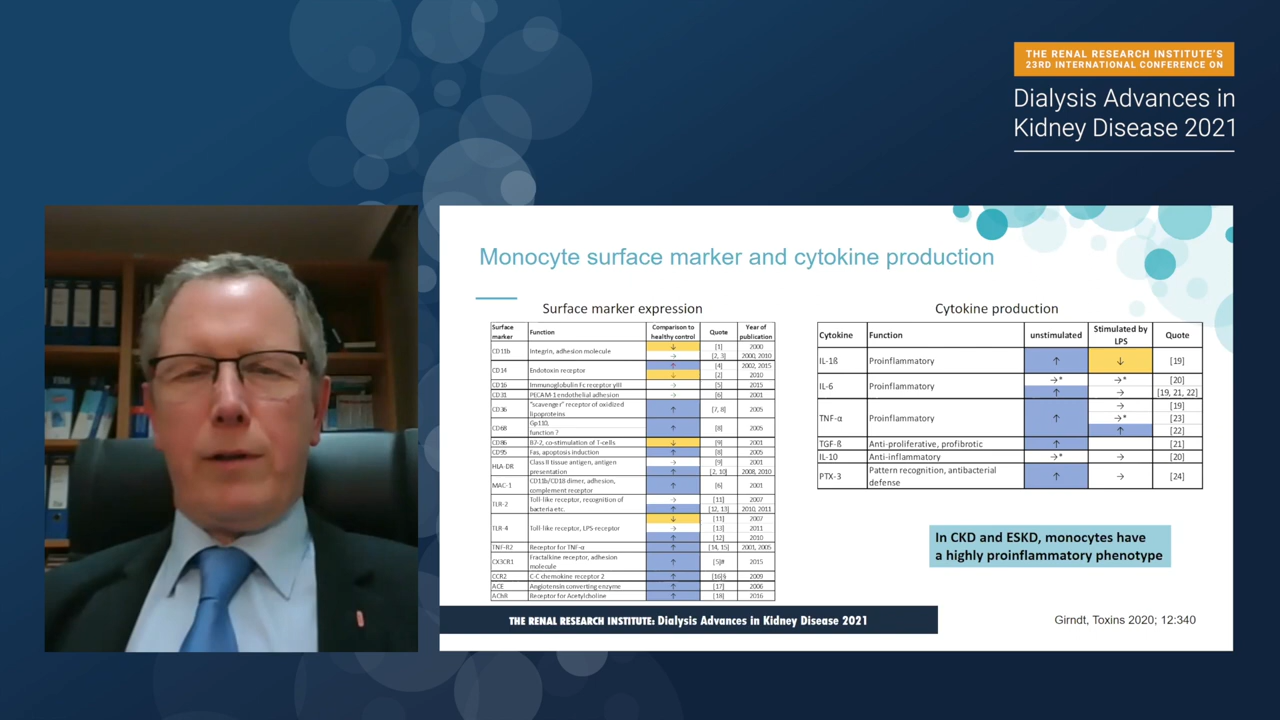 THE RENAL RESEARCH INSTITUTE'S
23RD INTERNATIONAL CONFERENCE ON
Dialysis Advances in
Kidney Disease 2021
Monocyte surface marker and cytokine production
Surface marker expression
Surface marker Function Comparison to healthy control Quote Year of publication
CD11b Integrin, adhesion molecule ↓ [1] 2000
→ [2, 3] 2000, 2010
CD14 Endotoxin receptor ↑ [4] 2002, 2015
↓ [2] 2010
CD16 Immunoglobulin Fc receptor γIII → [5] 2015
CD31 PECAM-1 endothelial adhesion → [6] 2001
CD36 "scavenger" receptor of oxidized lipoproteins ↑ [7, 8] 2005
CD68 Gp110, function ? ↑ [8] 2005
CD86 B7-2, co-stimulation of T-cells ↓ [9] 2001
CD95 Fas, apoptosis induction ↑ [8] 2005
HLA-DR Class II tissue antigen, antigen presentation → [9] 2001
↑ [2, 10] 2008, 2010
MAC-1 CD11b/CD18 dimer, adhesion, complement receptor ↑ [6] 2001
TLR-2 Toll-like receptor, recognition of bacteria etc. → [11] 2007
↑ [12, 13] 2010, 2011
TLR-4 Toll-like receptor, LPS-receptor ↓ [11] 2007
→ [13] 2011
↑ [12] 2010
TNF-R2 Receptor for TNF-α ↑ [14, 15] 2001, 2005
CX3CR1 Fractalkine receptor, adhesion molecule ↑ [5]# 2015
CCR2 C-C chemokine receptor 2 ↑ [16]§ 2009
ACE Angiotensin converting enzyme ↑ [17] 2006
AChR Receptor for Acetylcholine ↑ [18] 2016
Cytokine production
Cytokine Function unstimulated Stimulated by LPS Quote
IL-1ß Proinflammatory ↑ ↓ [19]
IL-6 Proinflammatory →* →* [20]
↑ → [19, 21, 22]
TNF-α Proinflammatory ↑ → [19]
→* [23]
↑ [22]
TGF-ß Anti-proliferative, profibrotic ↑ [21]
IL-10 Anti-inflammatory →* → [20]
PTX-3 Pattern recognition, antibacterial defense ↑ → [24]
In CKD and ESKD, monocytes have
a highly proinflammatory phenotype
THE RENAL RESEARCH INSTITUTE: Dialysis Advances in Kidney Disease 2021
Girndt, Toxins 2020; 12:340